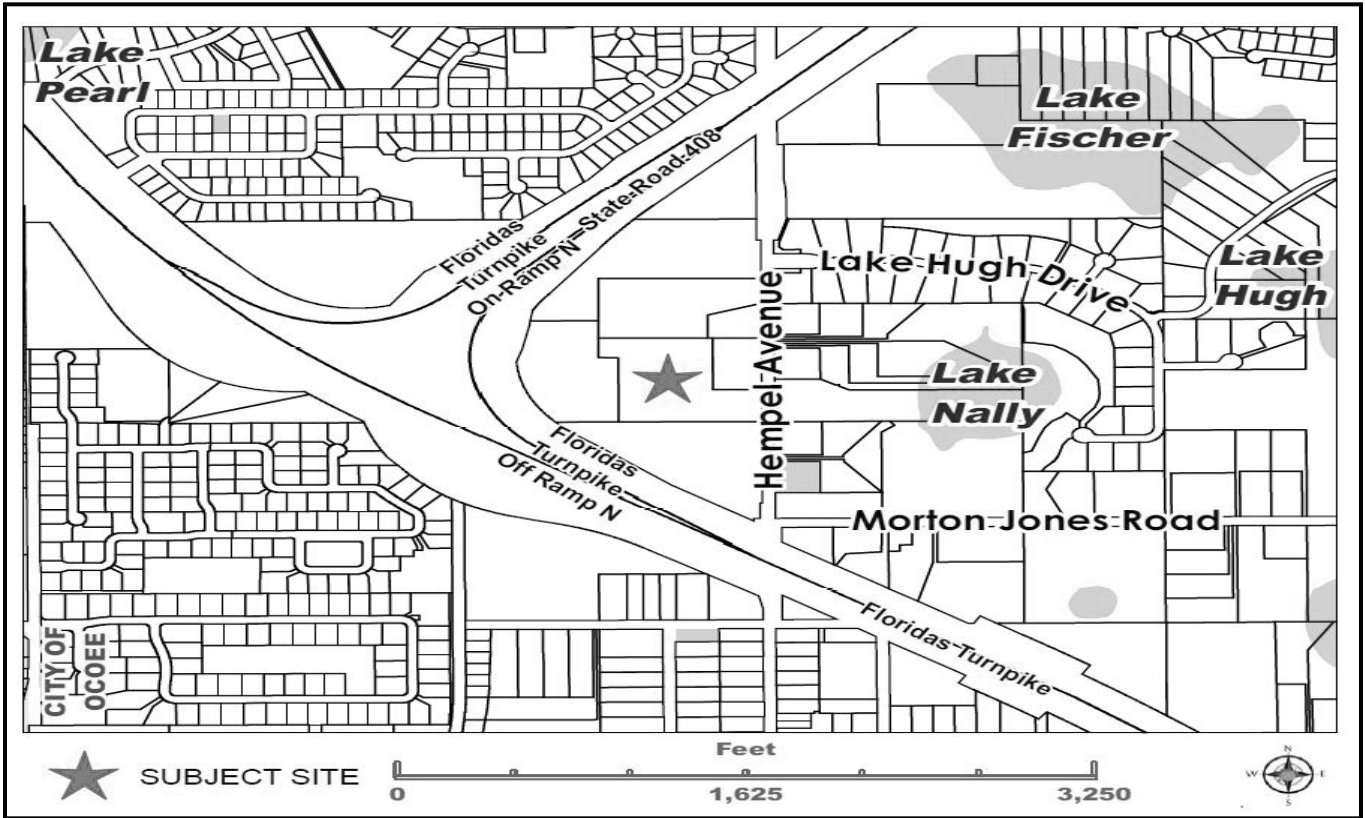 Lake
Pearl
Lake
Fischer
Floridas
Turnpike
On-Ramp N
State Road 408
Lake Hugh Drive
Lake
Hugh
Hempel Avenue
Lake
Nally
Floridas
Turnpike
Off Ramp N
Morton Jones Road
Floridas Turnpike
CITY OF
OCOEE
SUBJECT SITE
Feet
0
1,625
3,250
N
W
E
S